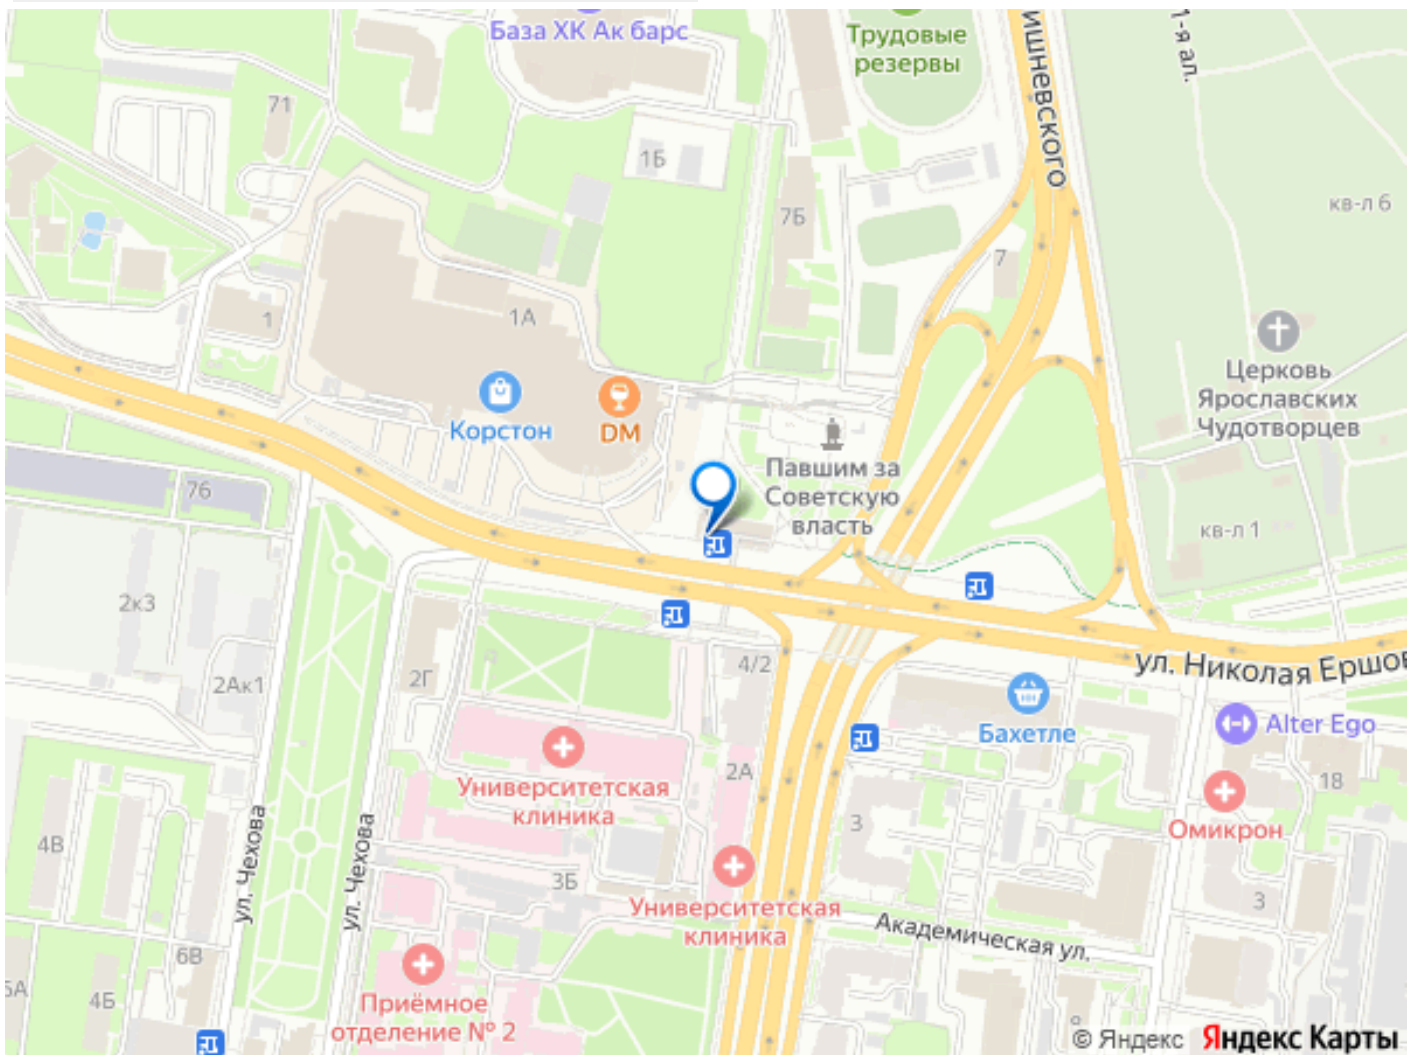 База ХК Ак барс
Трудовые
резервы
ишневского
1-я ал.
71
1Б
7Б
кв-л 6
7
1
1А
Церковь
Ярославских
Чудотворцев
Корстон
DM
Павшим за
Советскую
власть
76
кв-л 1
2к3
4/2
ул. Николая Ершов
2Г
2Ак1
Бахетле
Alter Ego
2А
18
Университетская
клиника
3
Омикрон
4В
ул. Чехова
ул. Чехова
3Б
3
Университетская
клиника
Академическая ул.
6В
5А
4Б
Приёмное
отделение № 2
© Яндекс Яндекс Карты